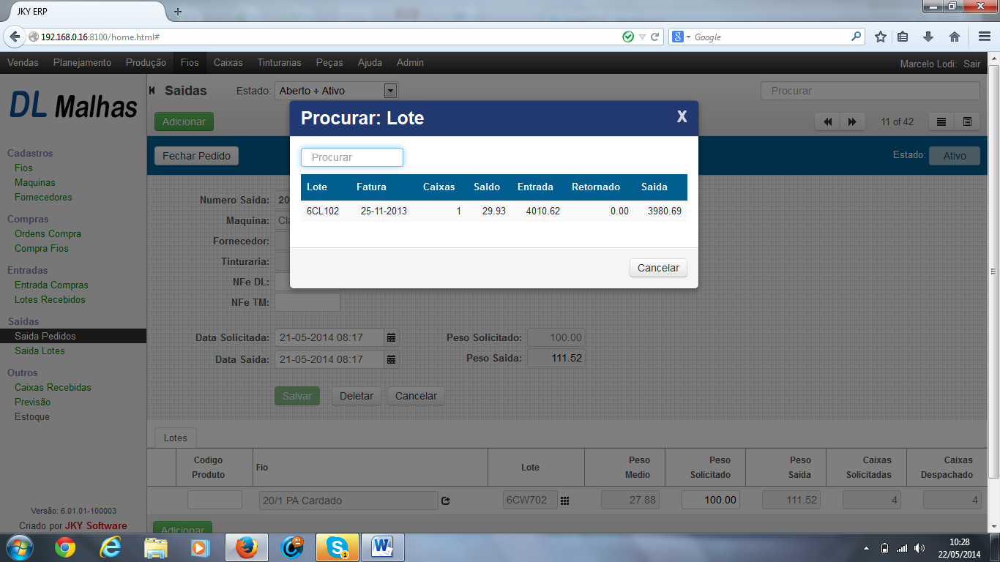 JKY ERP
192.168.0.16:8100/home.html#
Google
Vendas Planejamento Produção Fios Caixas Tinturarias Peças Ajuda Admin Marcelo Lodi: Sair
DL Malhas
Saidas Estado: Aberto + Ativo Procurar
Adicionar 11 of 42
Fechar Pedido Estado: Ativo
Procurar: Lote X
Procurar
Lote Fatura Caixas Saldo Entrada Retornado Saida
6CL102 25-11-2013 1 29.93 4010.62 0.00 3980.69
Cancelar
Cadastros
Fios
Maquinas
Fornecedores
Compras
Ordens Compra
Compra Fios
Entradas
Entrada Compras
Lotes Recebidos
Saidas
Saida Pedidos
Saida Lotes
Outros
Caixas Recebidas
Previsão
Estoque
Versão: 6.01.01-100003
Criado por JKY Software
Numero Saida: 20
Maquina:
Fornecedor:
Tinturaria:
NFe DL:
NFe TM:
Data Solicitada: 21-05-2014 08:17 Peso Solicitado: 100.00
Data Saida: 21-05-2014 08:17 Peso Saida: 111.52
Salvar Deletar Cancelar
Lotes
Codigo Produto Fio Lote Peso Medio Peso Solicitado Peso Saida Caixas Solicitadas Caixas Despachado
20/1 PA Cardado 6CW702 27.88 100.00 111.52 4 4
Adicionar
1
10:28
22/05/2014